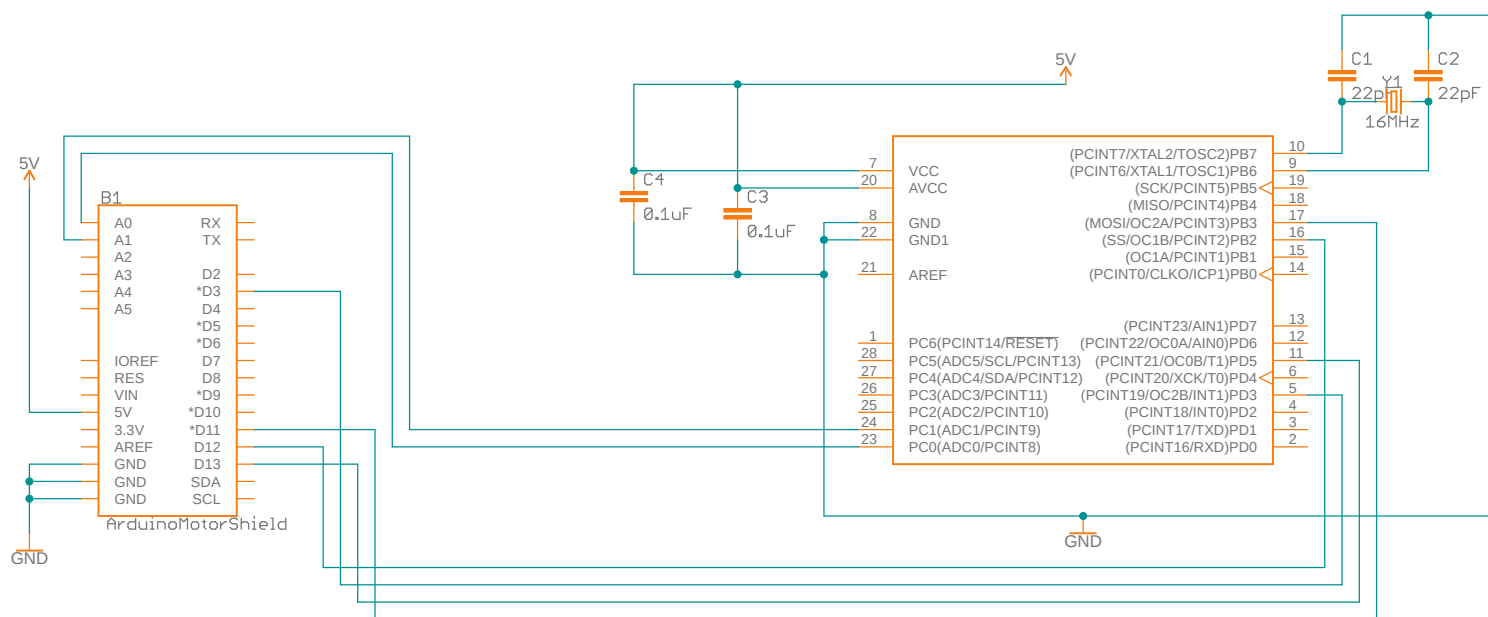 5V
C1
C2
Y1
22pF
22pF
16MHz
5V
C4
0.1uF
C3
0.1uF
B1
A0
A1
A2
A3
A4
A5
IOREF
RES
VIN
5V
3.3V
AREF
GND
GND
GND
RX
TX
D2
*D3
D4
*D5
*D6
D7
D8
*D9
*D10
*D11
D12
D13
SDA
SCL
ArduinoMotorShield
GND
7 VCC
20 AVCC
8 GND
22 GND1
21 AREF
1 PC6(PCINT14/RESET)
28 PC5(ADC5/SCL/PCINT13)
27 PC4(ADC4/SDA/PCINT12)
26 PC3(ADC3/PCINT11)
25 PC2(ADC2/PCINT10)
24 PC1(ADC1/PCINT9)
23 PC0(ADC0/PCINT8)
(PCINT7/XTAL2/TOSC2)PB7 10
(PCINT6/XTAL1/TOSC1)PB6 9
(SCK/PCINT5)PB5 19
(MISO/PCINT4)PB4 18
(MOSI/OC2A/PCINT3)PB3 17
(SS/OC1B/PCINT2)PB2 16
(OC1A/PCINT1)PB1 15
(PCINT0/CLKO/ICP1)PB0 14
(PCINT23/AIN1)PD7 13
(PCINT22/OC0A/AIN0)PD6 12
(PCINT21/OC0B/T1)PD5 11
(PCINT20/XCK/T0)PD4 6
(PCINT19/OC2B/INT1)PD3 5
(PCINT18/INT0)PD2 4
(PCINT17/TXD)PD1 3
(PCINT16/RXD)PD0 2
GND